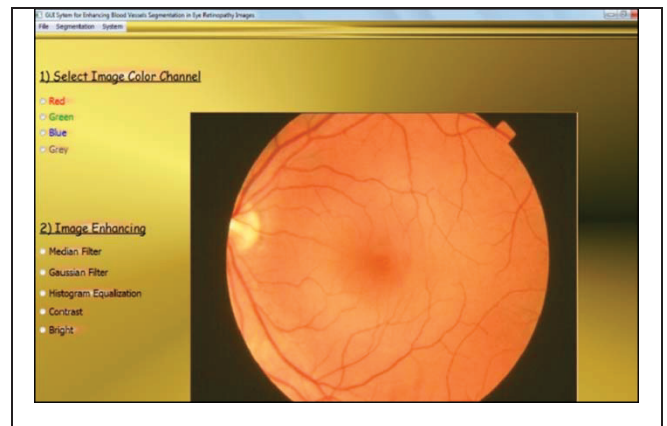 GUI Sytem for Enhancing Blood Vessels Segmentation in Eye Retinopathy Images
File Segmentation System
1) Select Image Color Channel
Red
Green
Blue
Grey
2) Image Enhancing
Median Filter
Gaussian Filter
Histogram Equalization
Contrast
Bright